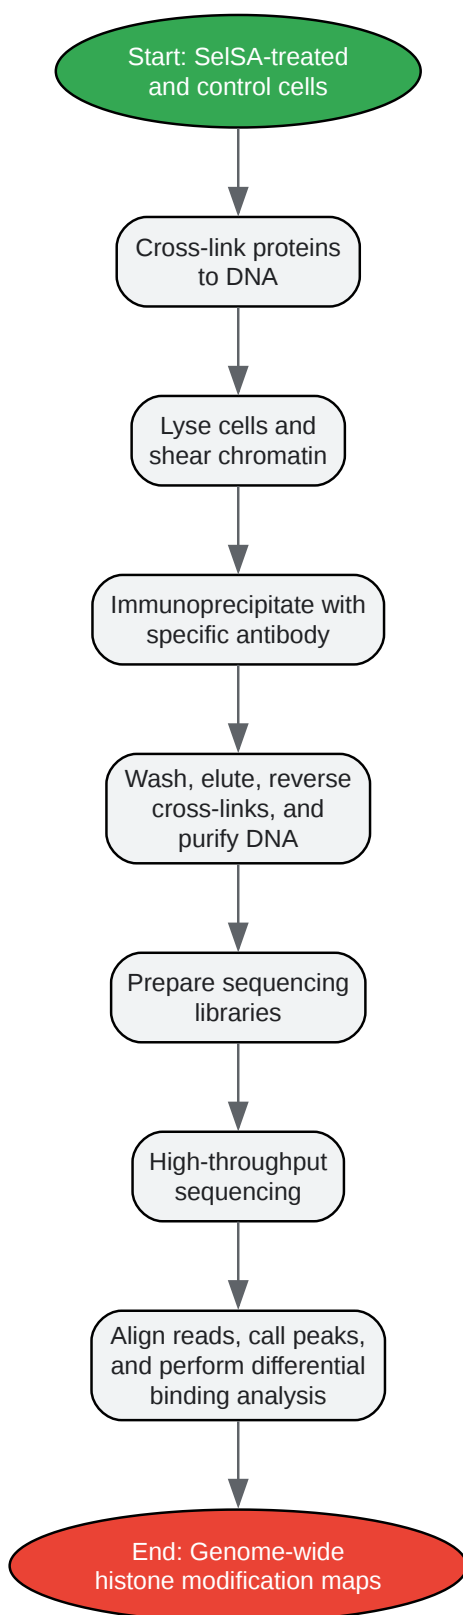 Start: SelSA-treated
and control cells
Cross-link proteins
to DNA
Lyse cells and
shear chromatin
Immunoprecipitate with
specific antibody
Wash, elute, reverse
cross-links, and
purify DNA
Prepare sequencing
libraries
High-throughput
sequencing
Align reads, call peaks,
and perform differential
binding analysis
End: Genome-wide
histone modification maps